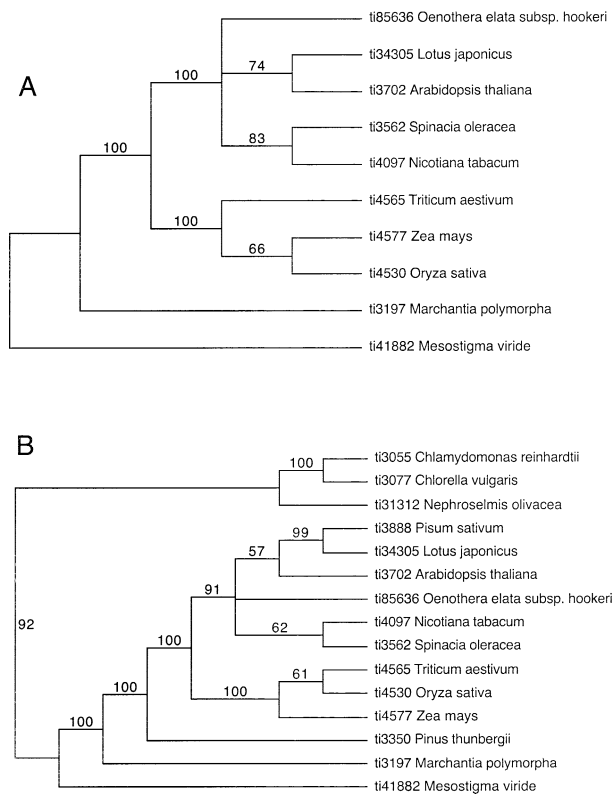 ti85636 Oenothera elata subsp. hookeri
74
ti34305 Lotus japonicus
A
100
ti3702 Arabidopsis thaliana
83
ti3562 Spinacia oleracea
100
ti4097 Nicotiana tabacum
100
ti4565 Triticum aestivum
66
ti4577 Zea mays
ti4530 Oryza sativa
ti3197 Marchantia polymorpha
ti41882 Mesostigma viride
B
100
ti3055 Chlamydomonas reinhardtii
ti3077 Chlorella vulgaris
ti31312 Nephroselmis olivacea
99
ti3888 Pisum sativum
57
ti34305 Lotus japonicus
ti3702 Arabidopsis thaliana
91
ti85636 Oenothera elata subsp. hookeri
92
62
ti4097 Nicotiana tabacum
100
ti3562 Spinacia oleracea
61
ti4565 Triticum aestivum
100
100
ti4530 Oryza sativa
ti4577 Zea mays
100
ti3350 Pinus thunbergii
ti3197 Marchantia polymorpha
ti41882 Mesostigma viride